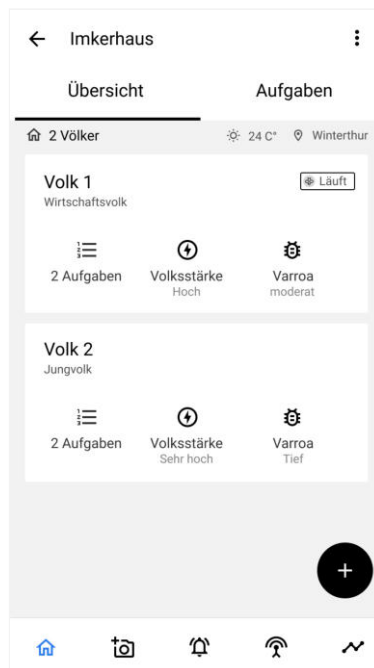 Imkerhaus
Übersicht Aufgaben
2 Völker 24 C° Winterthur
Volk 1 Läuft
Wirtschaftsvolk
2 Aufgaben Volksstärke Varroa
Hoch moderat
Volk 2
Jungvolk
2 Aufgaben Volksstärke Varroa
Sehr hoch Tief